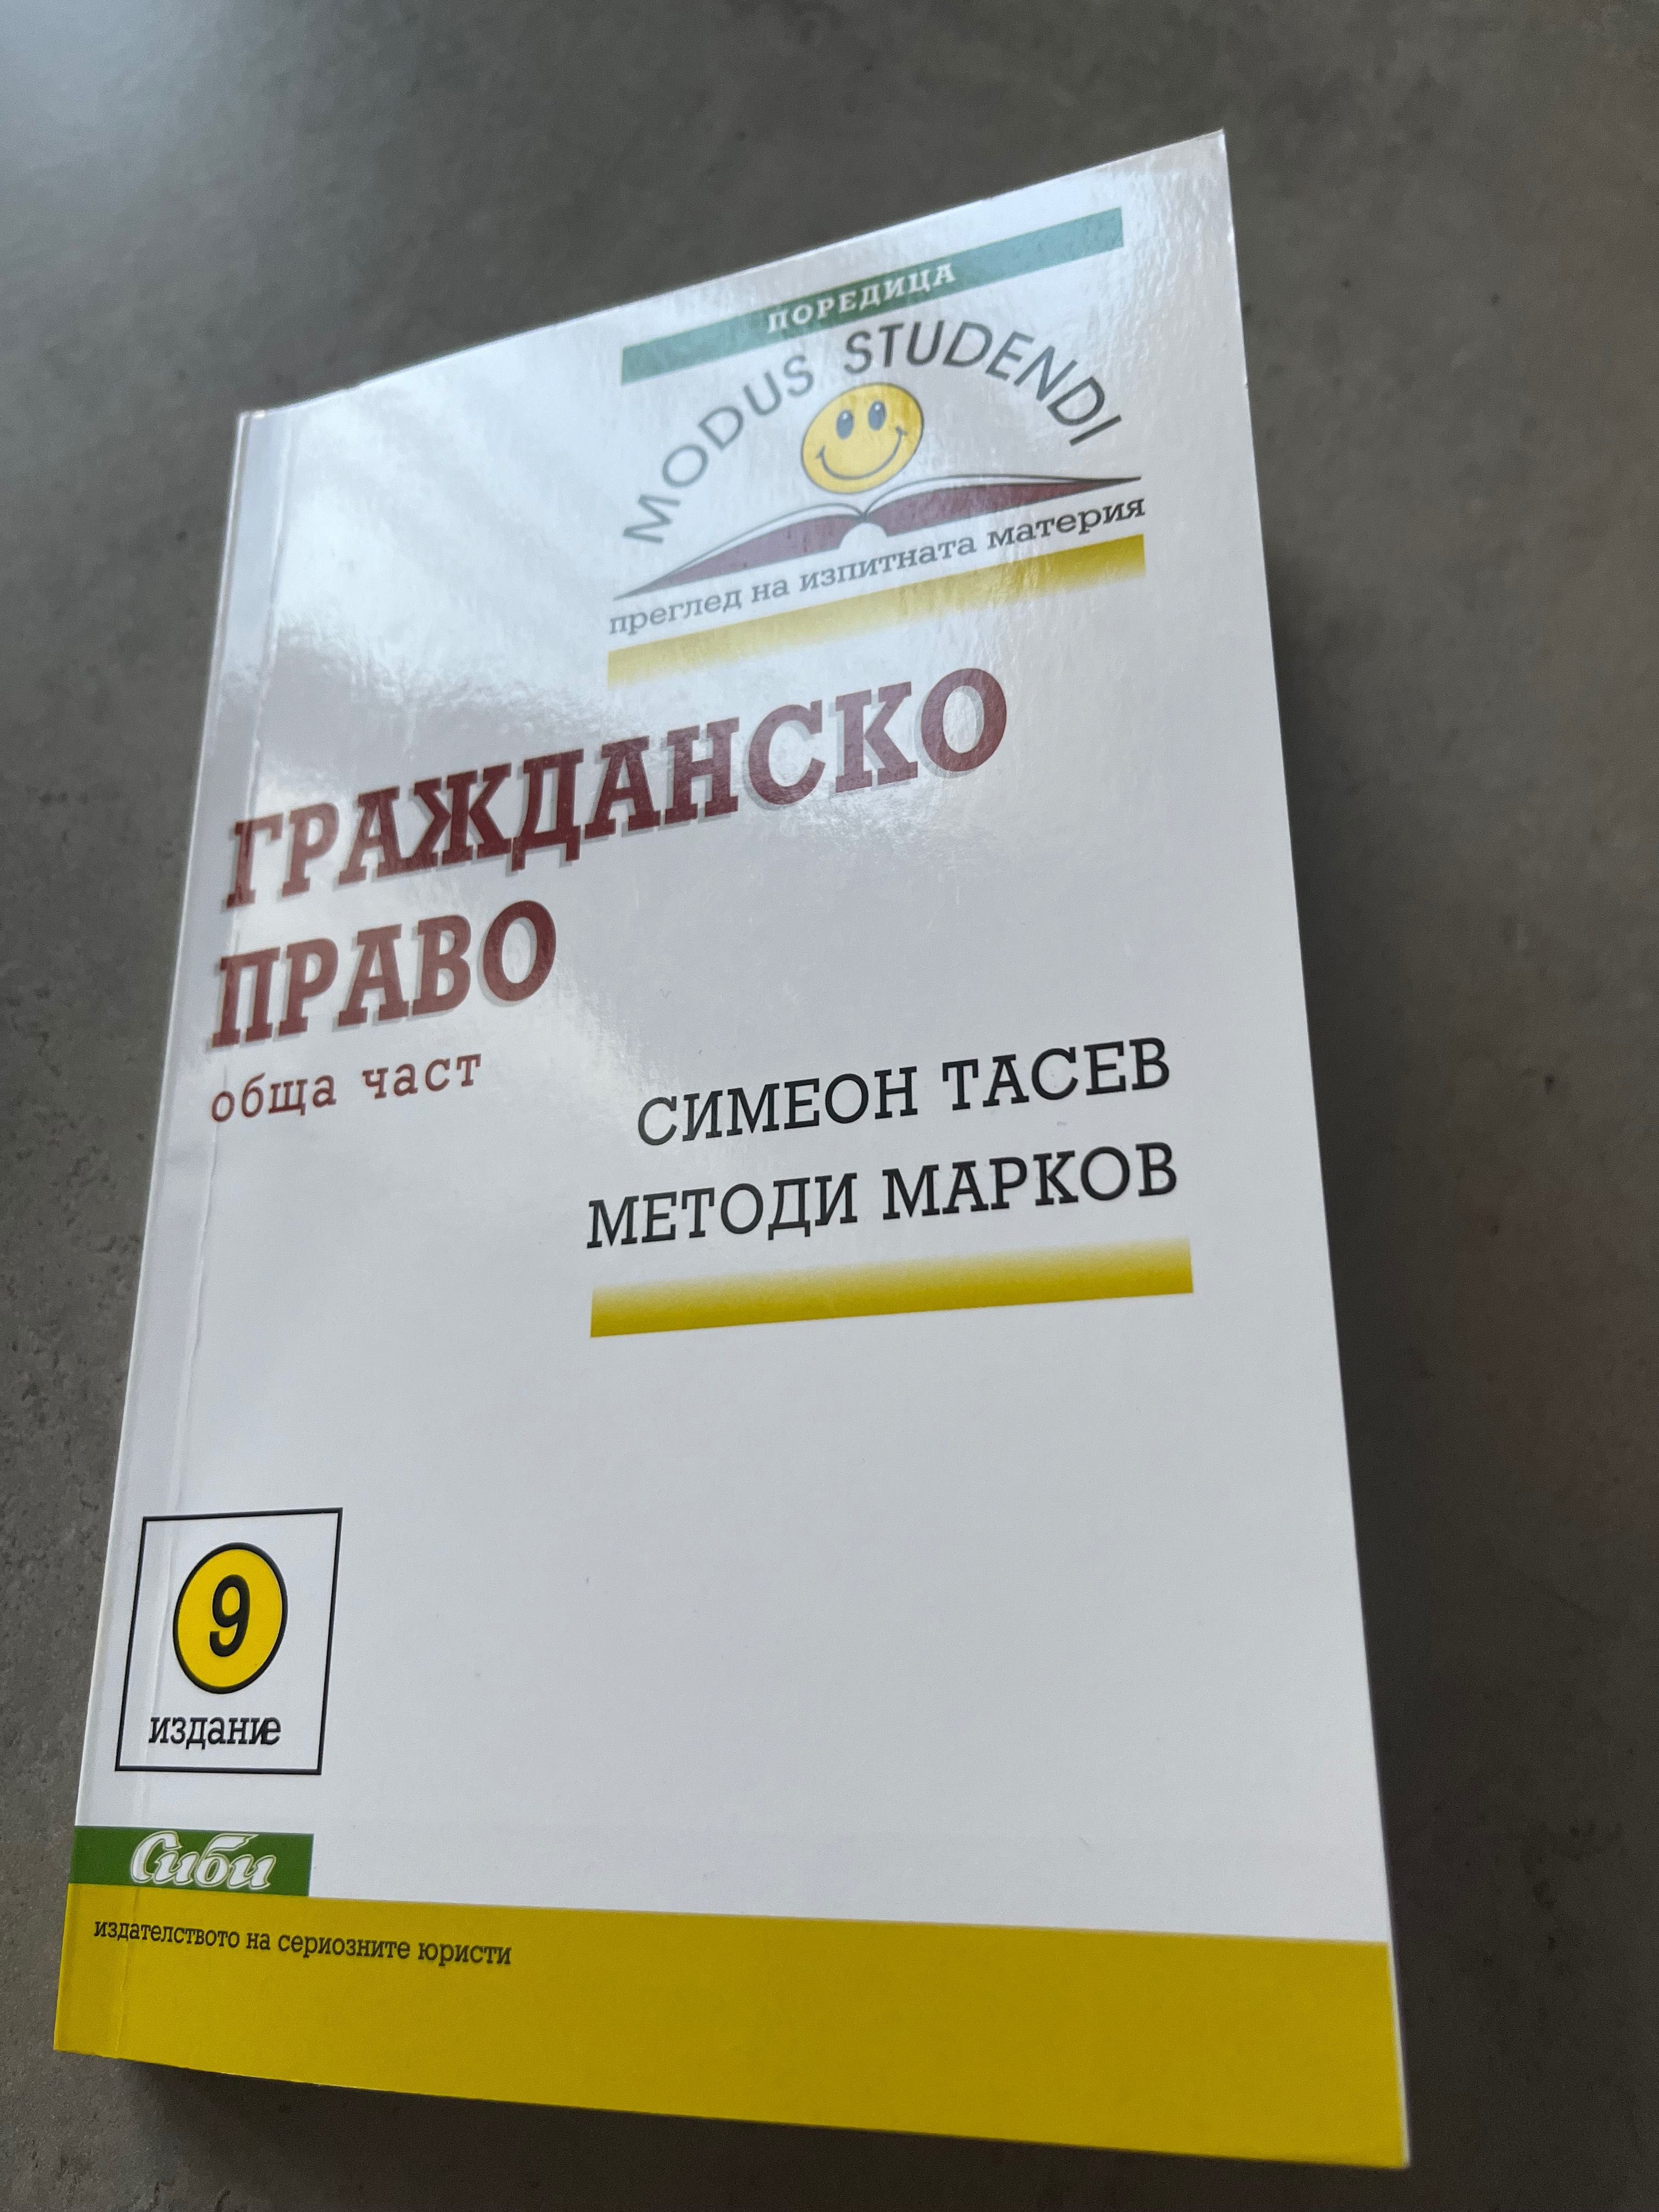 ПОРЕДИЦА
MODUS STUDENDI
преглед на изпитната материя
ГРАЖДАНСКО
ПРАВО
обща част
СИМЕОН ТАСЕВ
МЕТОДИ МАРКОВ
9
издание
Сиби
издателството на сериозните юристи